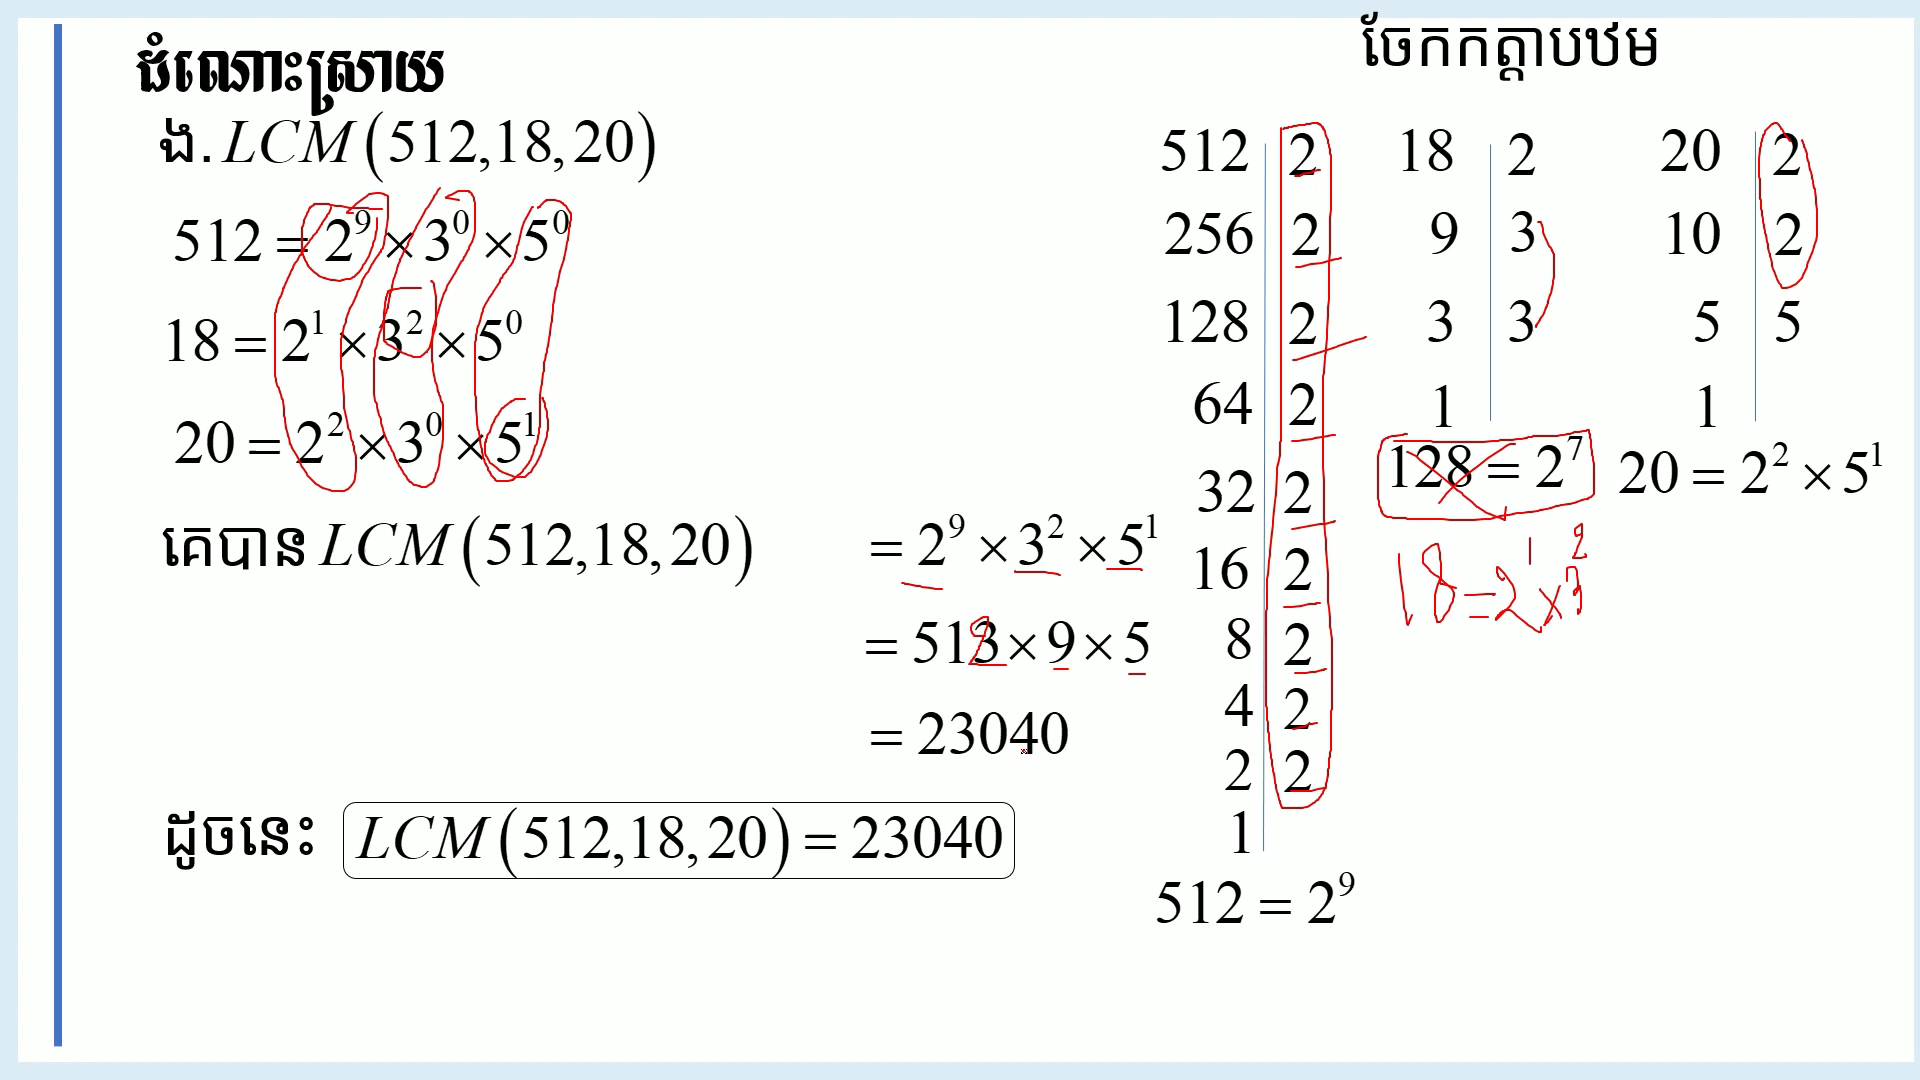 ដំណោះស្រាយ
ង. LCM(512,18,20)
512 = 2⁹ × 3⁰ × 5⁰
18 = 2¹ × 3² × 5⁰
20 = 2² × 3⁰ × 5¹
គេបាន LCM(512,18,20) = 2⁹ × 3² × 5¹
= 513 × 9 × 5
2
= 23040
ដូចនេះ LCM(512,18,20) = 23040
ចែកកត្តាបឋម
512 2
256 2
128 2
64 2
32 2
16 2
8 2
4 2
2 2
1
512 = 2⁹
18 2
9 3
3 3
1
128 = 2⁷
18 = 2¹ × 3²
20 2
10 2
5 5
1
20 = 2² × 5¹